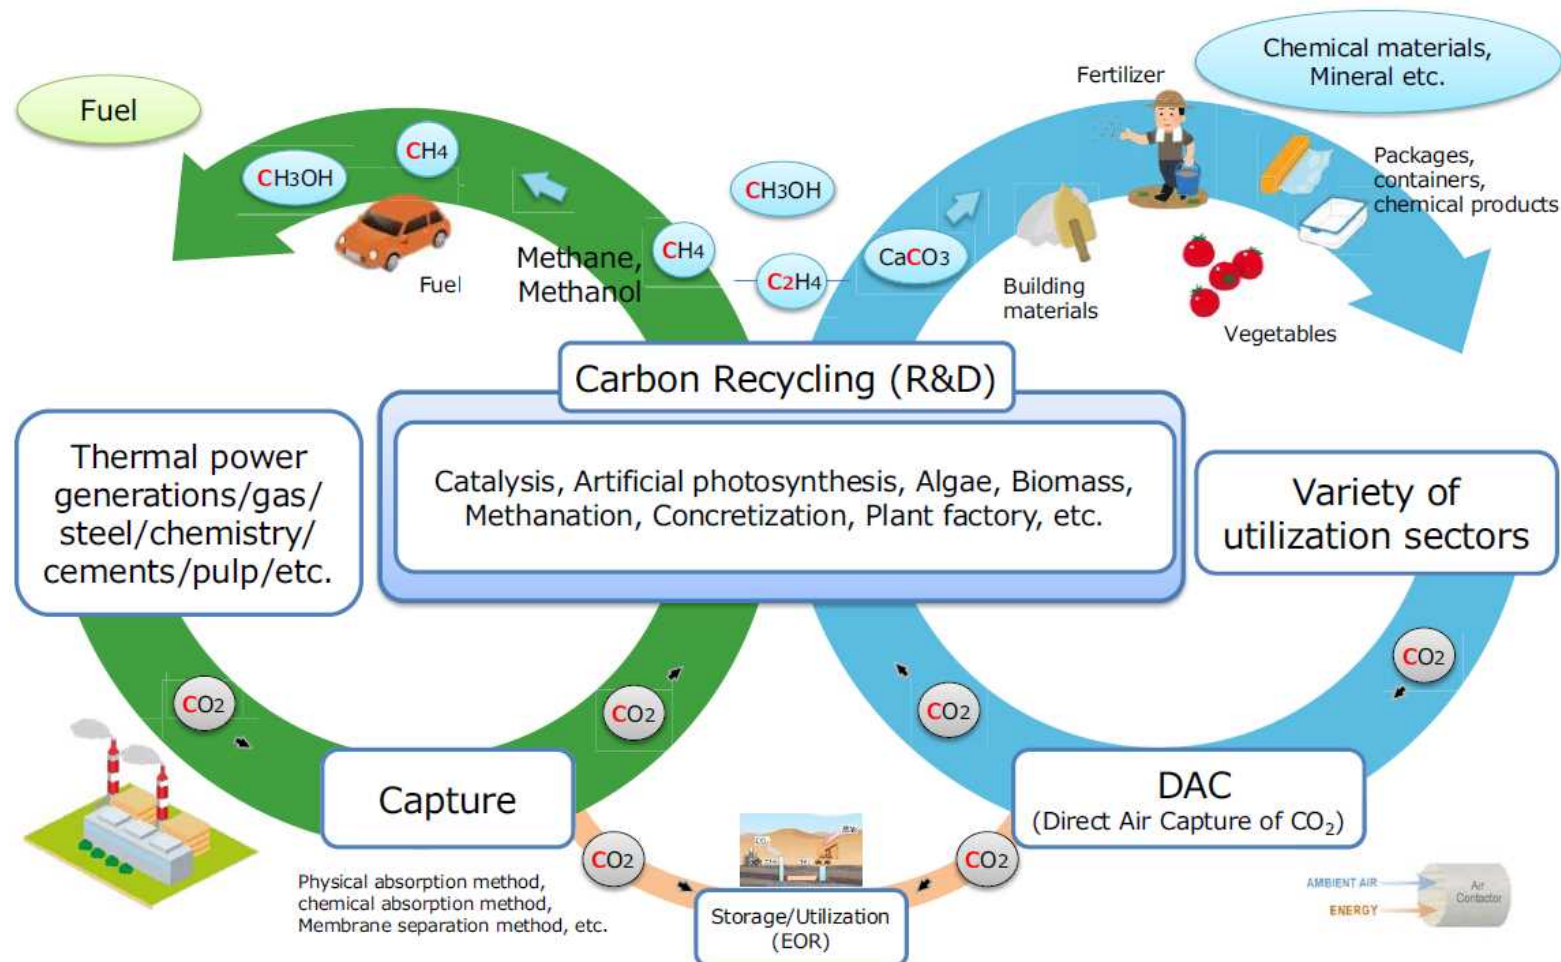 Fuel
Chemical materials,
Mineral etc.
Fertilizer
CH4
CH3OH
CH3OH
Packages,
containers,
chemical products
Fuel
Methane,
Methanol
CH4
C2H4
CaCO3
Building
materials
Vegetables
Carbon Recycling (R&D)
Thermal power
generations/gas/
steel/chemistry/
cements/pulp/etc.
Catalysis, Artificial photosynthesis, Algae, Biomass,
Methanation, Concretization, Plant factory, etc.
Variety of
utilization sectors
CO2
CO2
CO2
CO2
Capture
DAC
(Direct Air Capture of CO₂)
CO2
CO2
Physical absorption method,
chemical absorption method,
Membrane separation method, etc.
Storage/Utilization
(EOR)
AMBIENT AIR
ENERGY
Air
Contactor